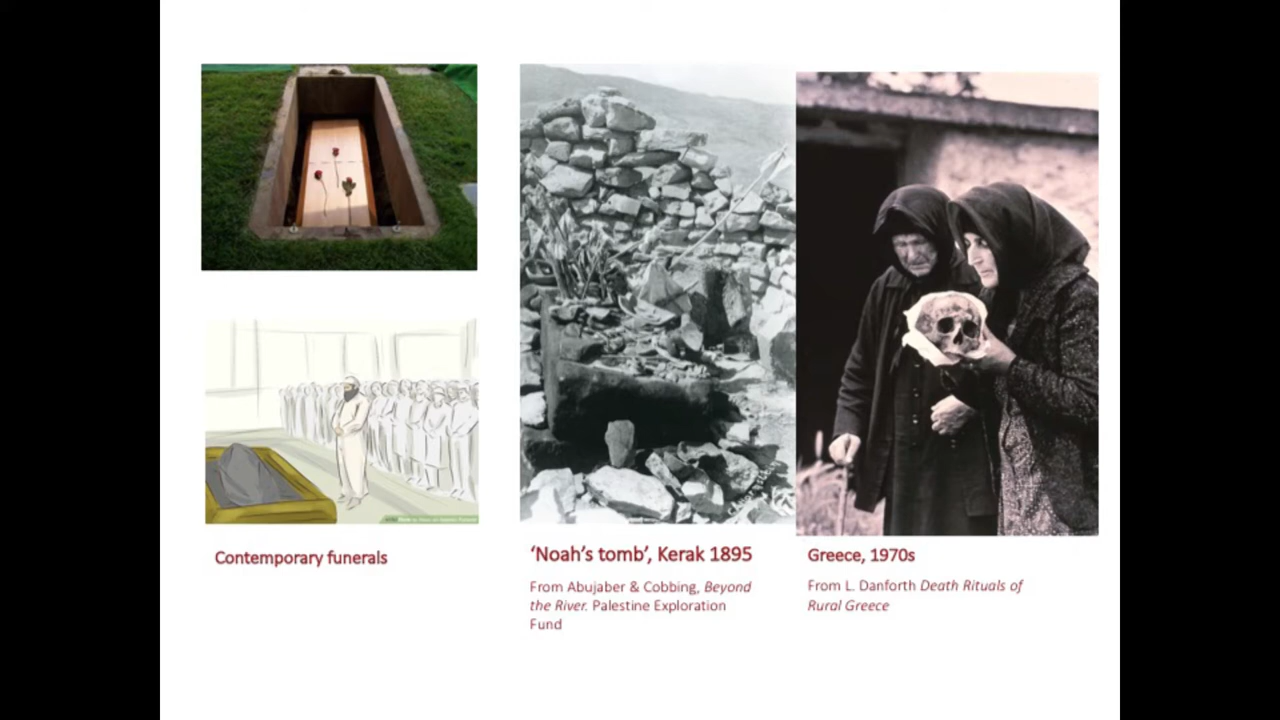 Contemporary funerals
‘Noah’s tomb’, Kerak 1895
From Abujaber & Cobbing, Beyond
the River. Palestine Exploration
Fund
Greece, 1970s
From L. Danforth Death Rituals of
Rural Greece